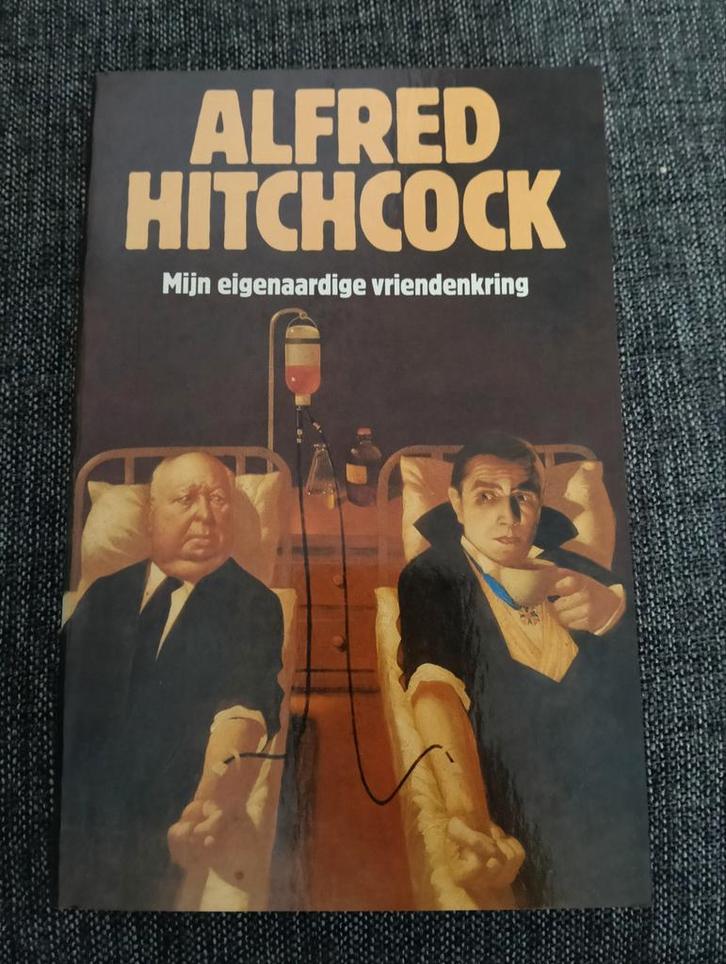 ALFRED
HITCHCOCK
Mijn eigenaardige vriendenkring